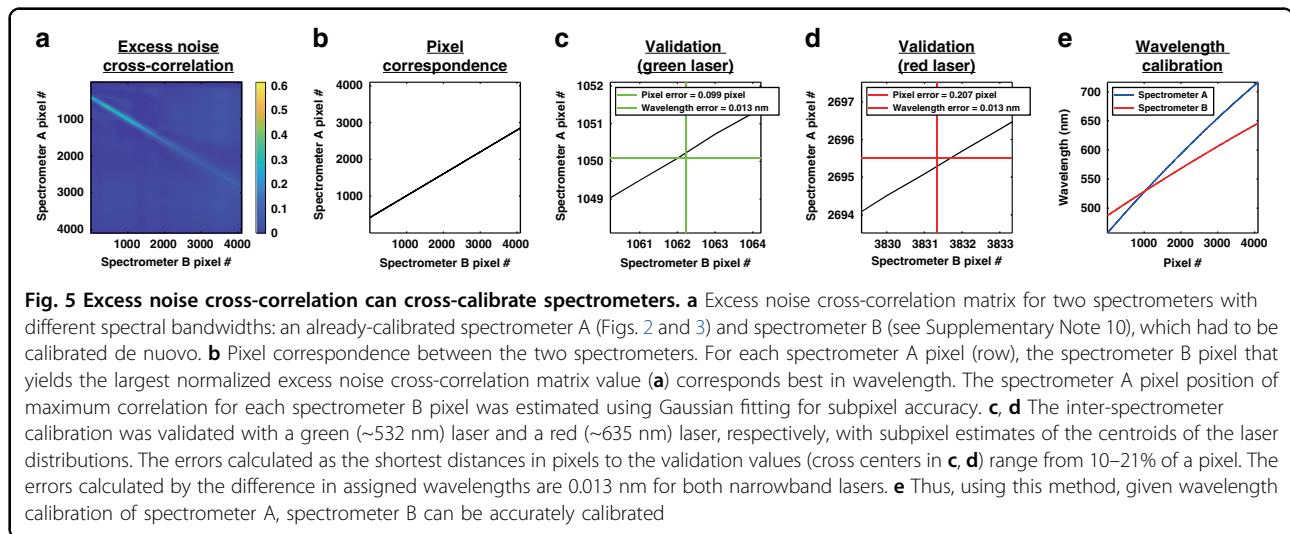 a
Excess noise
cross-correlation
Spectrometer A pixel #
1000
2000
3000
4000
1000 2000 3000 4000
Spectrometer B pixel #
0.6
0.5
0.4
0.3
0.2
0.1
0
b
Pixel
correspondence
Spectrometer A pixel #
4000
3000
2000
1000
1000 2000 3000 4000
Spectrometer B pixel #
c
Validation
(green laser)
Spectrometer A pixel #
1052
1051
1050
1049
Pixel error = 0.099 pixel
Wavelength error = 0.013 nm
1061 1062 1063 1064
Spectrometer B pixel #
d
Validation
(red laser)
Spectrometer A pixel #
2697
2696
2695
2694
Pixel error = 0.207 pixel
Wavelength error = 0.013 nm
3830 3831 3832 3833
Spectrometer B pixel #
e
Wavelength
calibration
Wavelength (nm)
700
650
600
550
500
Spectrometer A
Spectrometer B
1000 2000 3000 4000
Pixel #
Fig. 5 Excess noise cross-correlation can cross-calibrate spectrometers. a Excess noise cross-correlation matrix for two spectrometers with
different spectral bandwidths: an already-calibrated spectrometer A (Figs. 2 and 3) and spectrometer B (see Supplementary Note 10), which had to be
calibrated de nuovo. b Pixel correspondence between the two spectrometers. For each spectrometer A pixel (row), the spectrometer B pixel that
yields the largest normalized excess noise cross-correlation matrix value (a) corresponds best in wavelength. The spectrometer A pixel position of
maximum correlation for each spectrometer B pixel was estimated using Gaussian fitting for subpixel accuracy. c, d The inter-spectrometer
calibration was validated with a green (~532 nm) laser and a red (~635 nm) laser, respectively, with subpixel estimates of the centroids of the laser
distributions. The errors calculated as the shortest distances in pixels to the validation values (cross centers in c, d) range from 10–21% of a pixel. The
errors calculated by the difference in assigned wavelengths are 0.013 nm for both narrowband lasers. e Thus, using this method, given wavelength
calibration of spectrometer A, spectrometer B can be accurately calibrated